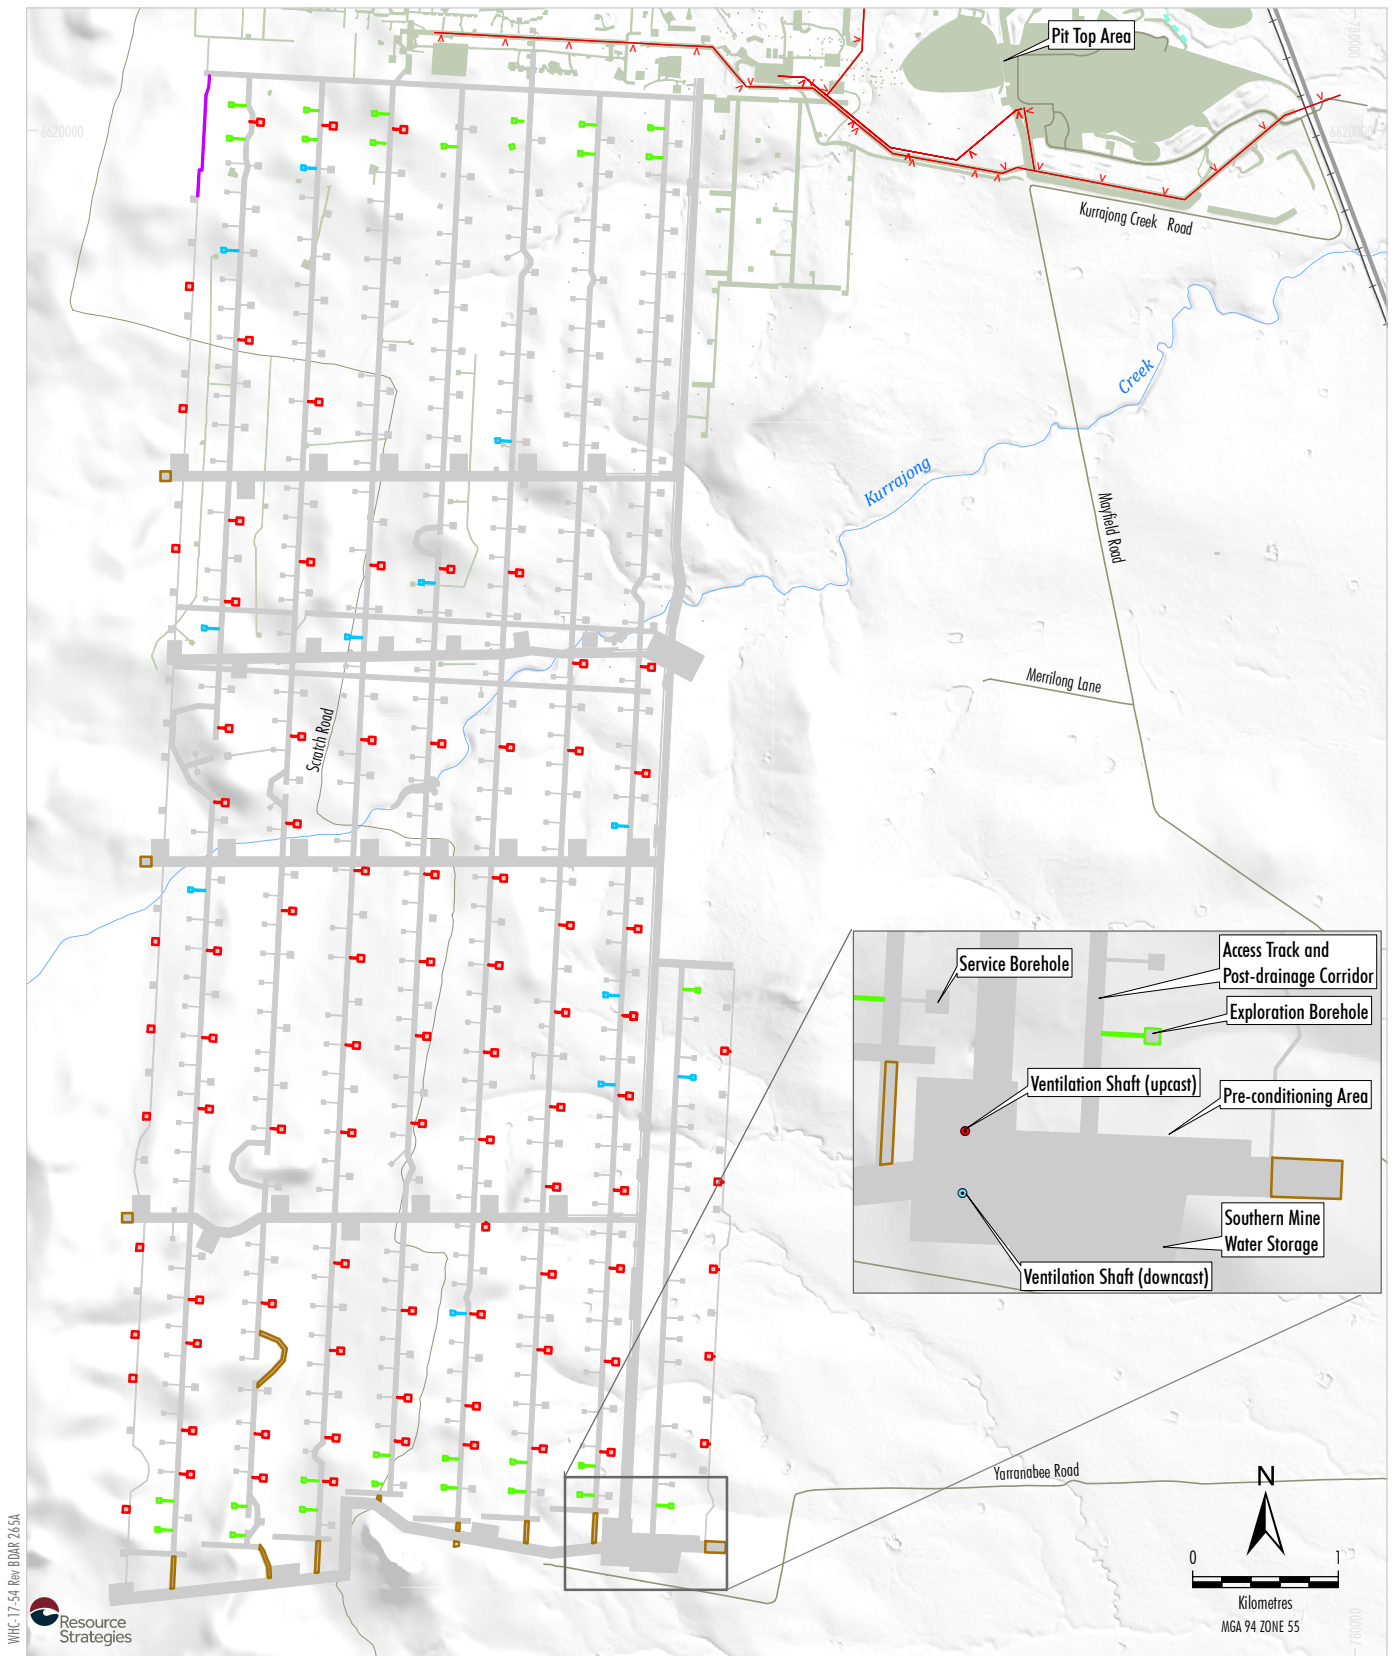 Pit Top Area
780000
6620000
6620000
Kurrajong Creek Road
Creek
Kurrajong
Mayfield Road
Merrilong Lane
Scratch Road
Access Track and
Post-drainage Corridor
Service Borehole
Exploration Borehole
Ventilation Shaft (upcast)
Pre-conditioning Area
Southern Mine
Water Storage
Ventilation Shaft (downcast)
Yarranabee Road
N
0
1
Kilometres
MGA 94 ZONE 55
780000
WHC-17-54 Rev BDAR 265A
Resource
Strategies